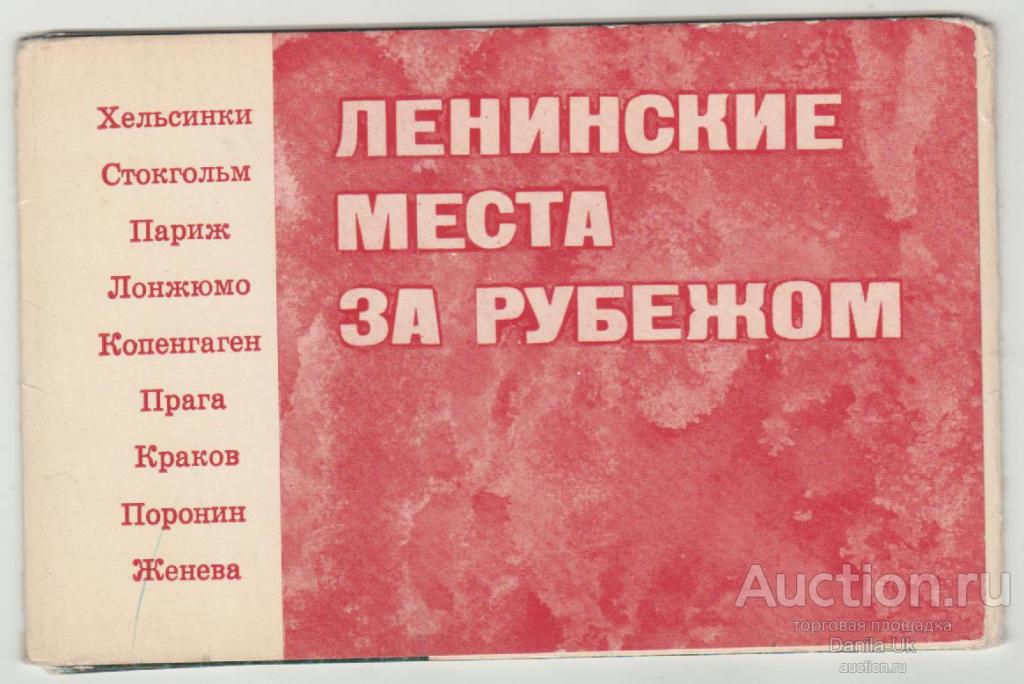 Хельсинки
Стокгольм
Париж
Лонжюмо
Копенгаген
Прага
Краков
Поронин
Женева
ЛЕНИНСКИЕ
МЕСТА
ЗА РУБЕЖОМ
Auction.ru
торговая площадка
Danila-Uk
auction.ru